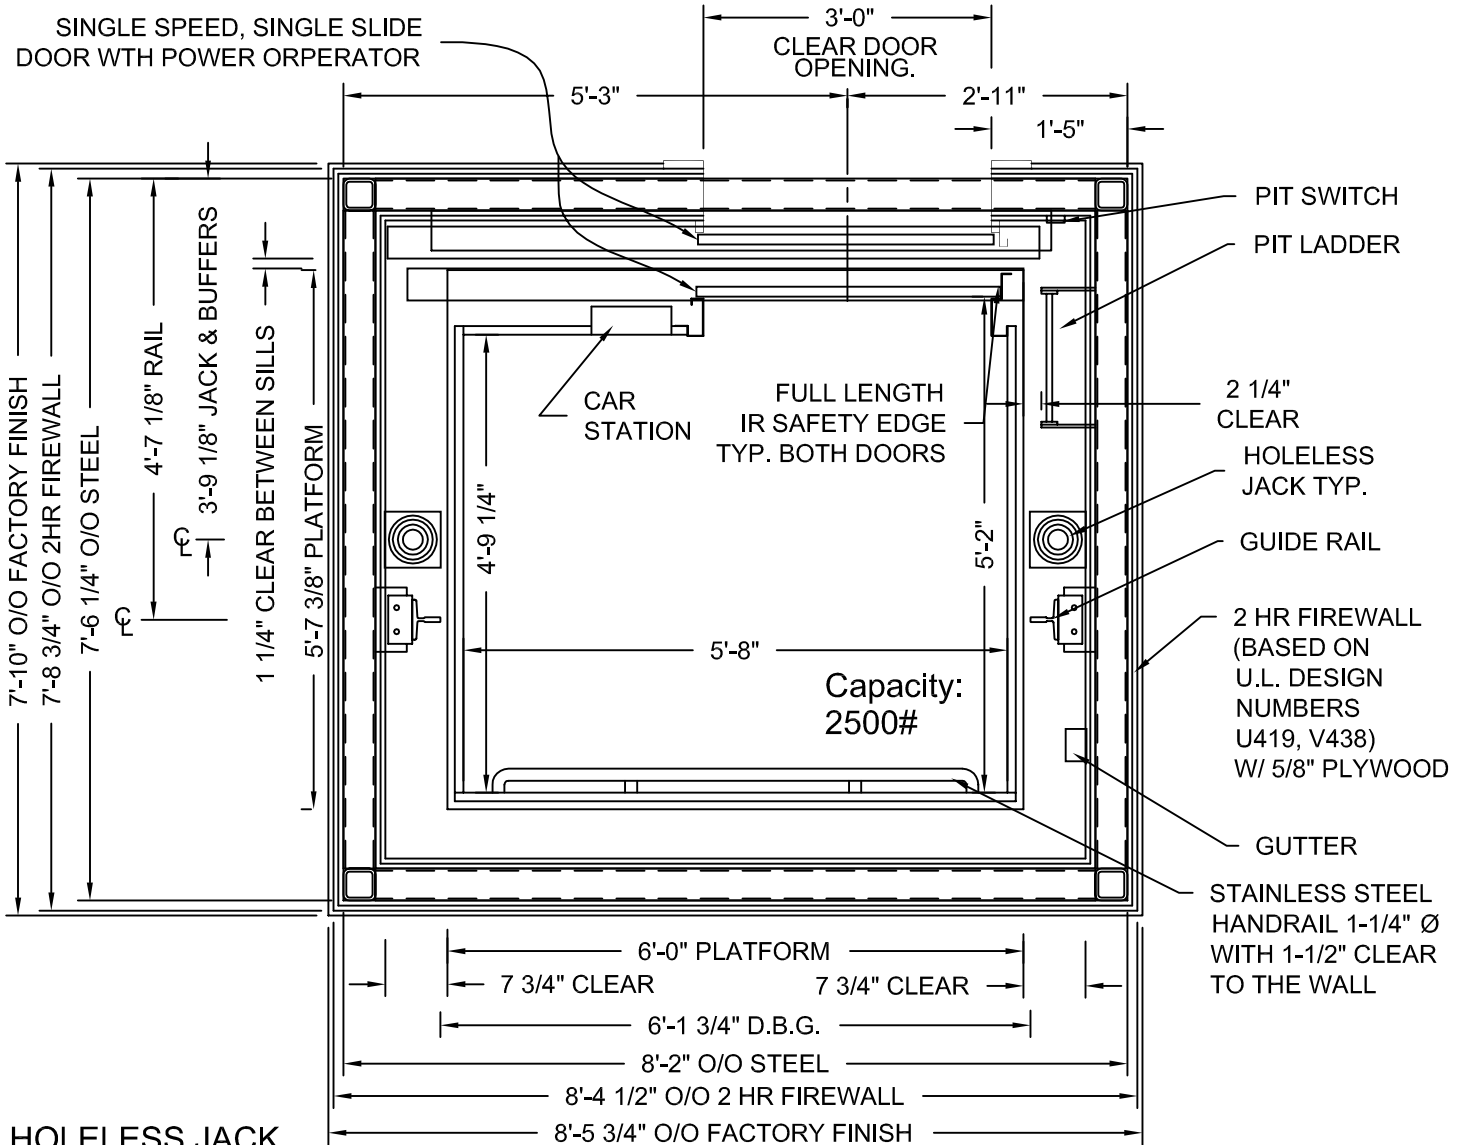 SINGLE SPEED, SINGLE SLIDE
DOOR WTH POWER ORPERATOR
3'-0"
CLEAR DOOR
OPENING.
5'-3"
2'-11"
1'-5"
PIT SWITCH
PIT LADDER
2 1/4"
CLEAR
HOLELESS
JACK TYP.
GUIDE RAIL
2 HR FIREWALL
(BASED ON
U.L. DESIGN
NUMBERS
U419, V438)
W/ 5/8" PLYWOOD
GUTTER
STAINLESS STEEL
HANDRAIL 1-1/4" Ø
WITH 1-1/2" CLEAR
TO THE WALL
7'-10" O/O FACTORY FINISH
7'-8 3/4" O/O 2HR FIREWALL
7'-6 1/4" O/O STEEL
4'-7 1/8" RAIL
3'-9 1/8" JACK & BUFFERS
1 1/4" CLEAR BETWEEN SILLS
5'-7 3/8" PLATFORM
℄
℄
CAR
STATION
FULL LENGTH
IR SAFETY EDGE
TYP. BOTH DOORS
4'-9 1/4"
5'-2"
5'-8"
Capacity:
2500#
6'-0" PLATFORM
7 3/4" CLEAR
7 3/4" CLEAR
6'-1 3/4" D.B.G.
8'-2" O/O STEEL
8'-4 1/2" O/O 2 HR FIREWALL
8'-5 3/4" O/O FACTORY FINISH
HOLELESS JACK